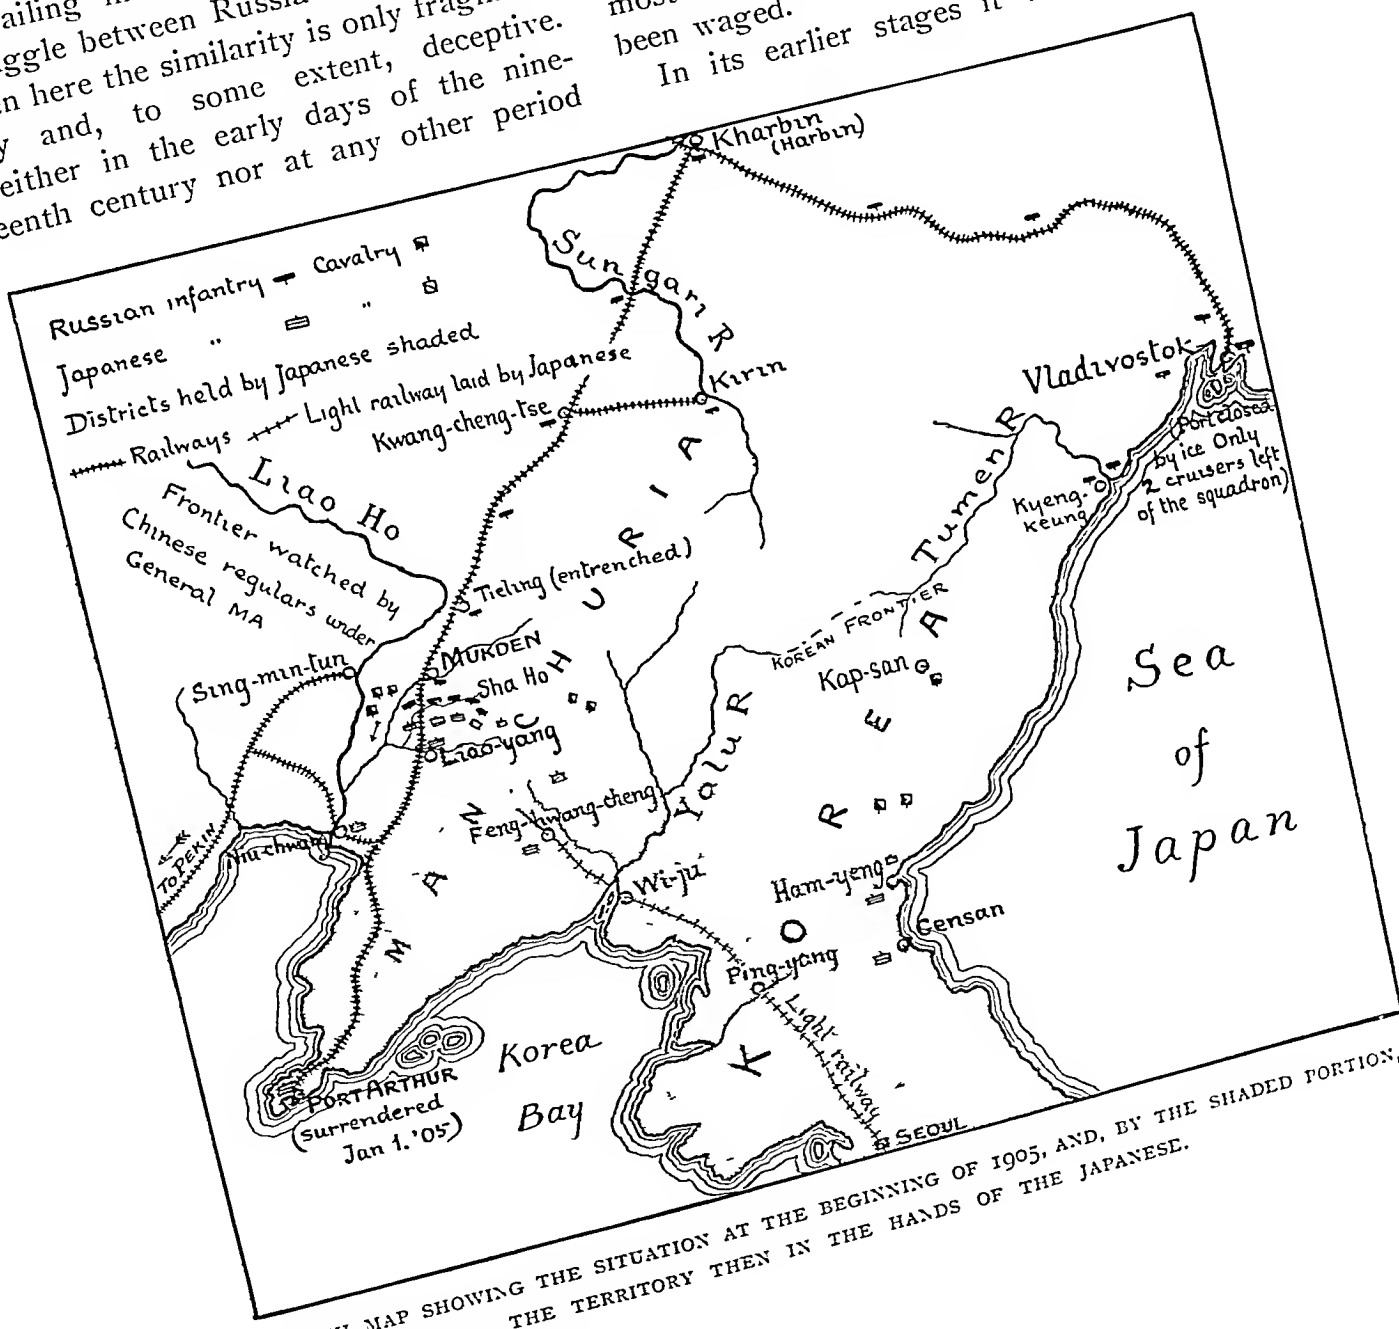 ggle between
n here the similarity is only
y and, to some extent, deceptive.
either in the early days of the nine-
eenth century nor at any other period
been waged.
In its earlier stages it
Kharbin
(Harbin)
Russian infantry Cavalry
Japanese " "
Districts held by Japanese shaded
Railways Light railway laid by Japanese
Sungari R
Kirin
Kwang-cheng-tse
Vladivostok
(Port closed
by ice Only
2 cruisers left
of the squadron)
Liao Ho
Frontier watched by
Chinese regulars under
General MA
Tumen R
Kyeng-
keung
Tieling (entrenched)
MANCHURIA
KOREAN FRONTIER
MUKDEN
Sing-min-tun
Sha Ho
Kap-san
Liao-yang
Yalu R
Sea
of
Japan
Feng-hwang-cheng
To PEKIN
Niu-chwang
Wi-ju
Ham-yeng
KOREA
Gensan
Ping-yang
Light railway
Korea
Bay
PORT ARTHUR
(surrendered
Jan 1. '05)
SEOUL
MAP SHOWING THE SITUATION AT THE BEGINNING OF 1905, AND, BY THE SHADED PORTION,
THE TERRITORY THEN IN THE HANDS OF THE JAPANESE.